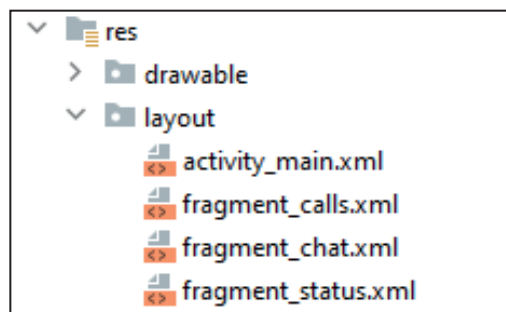 res
drawable
layout
activity_main.xml
fragment_calls.xml
fragment_chat.xml
fragment_status.xml